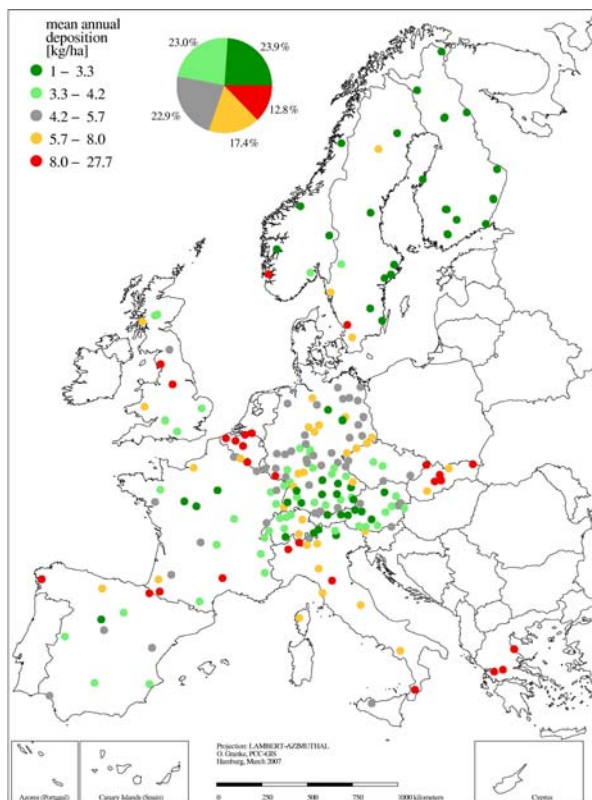 mean annual
deposition
[kg/ha]
1 – 3.3
3.3 – 4.2
4.2 – 5.7
5.7 – 8.0
8.0 – 27.7
23.0%
23.9%
22.9%
12.8%
17.4%
Projection: LAMBERT-AZIMUTHAL
O. Granke, PCC-GIS
Hamburg, March 2007
0
250
500
750
1000 kilometers
Azores (Portugal)
Canary Islands (Spain)
Cyprus